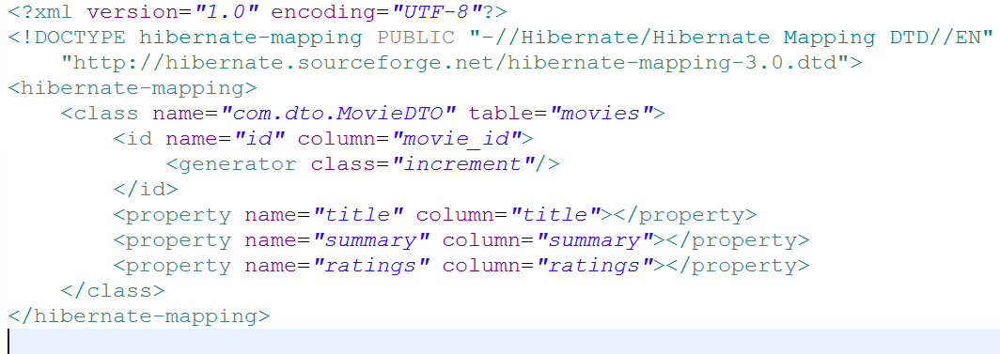 <?xml version="1.0" encoding="UTF-8"?>
<!DOCTYPE hibernate-mapping PUBLIC "-//Hibernate/Hibernate Mapping DTD//EN"
    "http://hibernate.sourceforge.net/hibernate-mapping-3.0.dtd">
<hibernate-mapping>
    <class name="com.dto.MovieDTO" table="movies">
        <id name="id" column="movie_id">
            <generator class="increment"/>
        </id>
        <property name="title" column="title"></property>
        <property name="summary" column="summary"></property>
        <property name="ratings" column="ratings"></property>
    </class>
</hibernate-mapping>